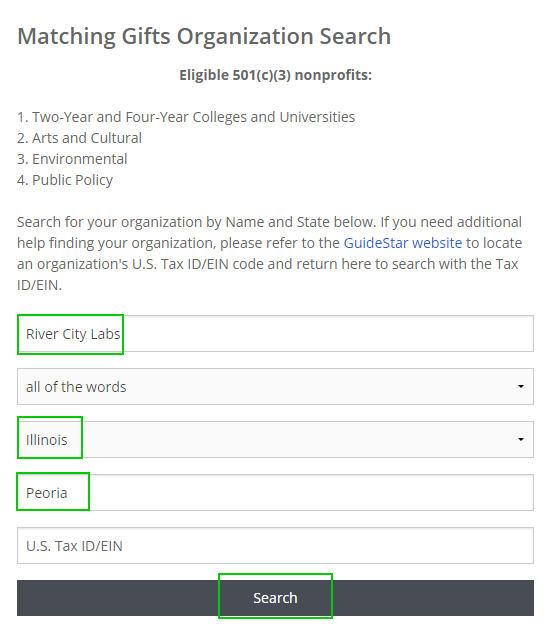 Matching Gifts Organization Search
Eligible 501(c)(3) nonprofits:
1. Two-Year and Four-Year Colleges and Universities
2. Arts and Cultural
3. Environmental
4. Public Policy
Search for your organization by Name and State below. If you need additional
help finding your organization, please refer to the GuideStar website to locate
an organization's U.S. Tax ID/EIN code and return here to search with the Tax
ID/EIN.
River City Labs
all of the words
Illinois
Peoria
U.S. Tax ID/EIN
Search